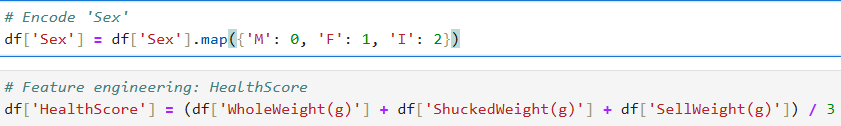 # Encode 'Sex'
df['Sex'] = df['Sex'].map({'M': 0, 'F': 1, 'I': 2})
# Feature engineering: HealthScore
df['HealthScore'] = (df['WholeWeight(g)'] + df['ShuckedWeight(g)'] + df['SellWeight(g)']) / 3